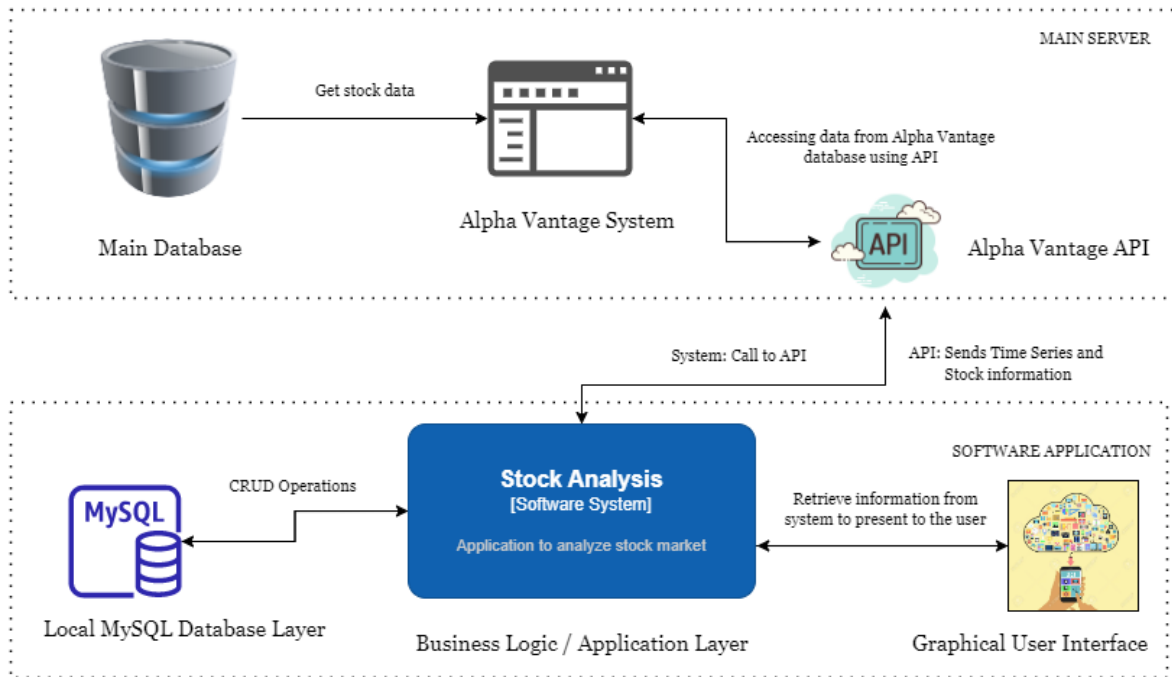 MAIN SERVER
Get stock data
Accessing data from Alpha Vantage
database using API
Alpha Vantage System
Main Database
API
Alpha Vantage API
System: Call to API
API: Sends Time Series and
Stock information
SOFTWARE APPLICATION
Stock Analysis
[Software System]
Application to analyze stock market
CRUD Operations
MySQL
Retrieve information from
system to present to the user
Local MySQL Database Layer
Business Logic / Application Layer
Graphical User Interface